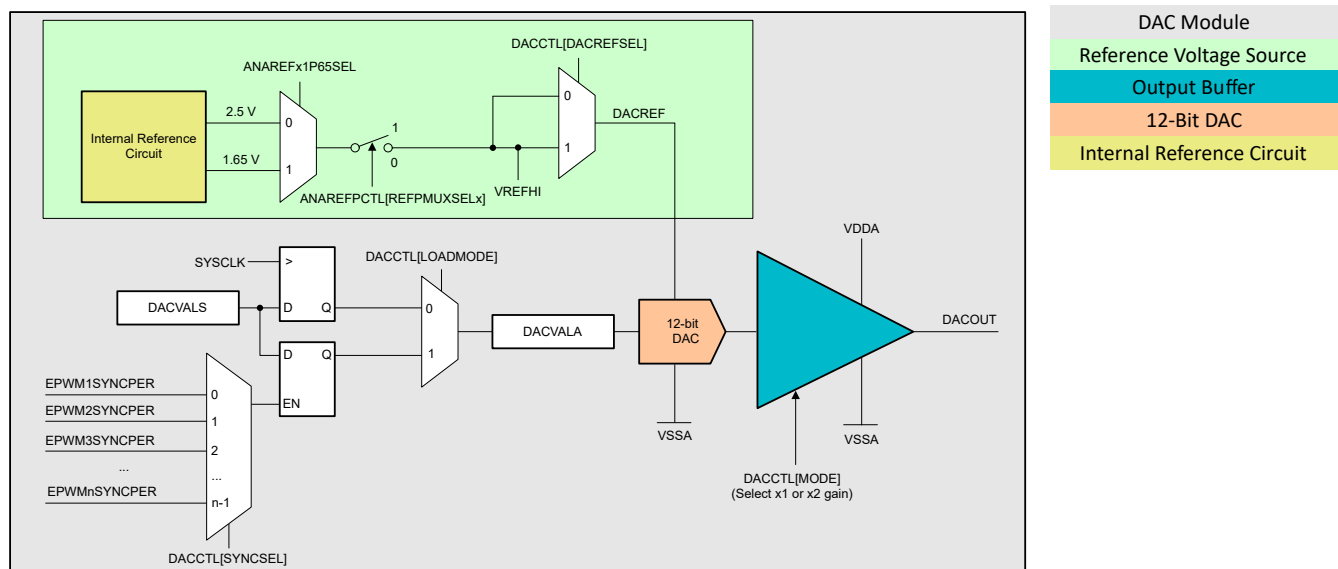 DAC Module
Reference Voltage Source
Output Buffer
12-Bit DAC
Internal Reference Circuit
DACCTL[DACREFSEL]
ANAREFx1P65SEL
Internal Reference
Circuit
2.5 V
0
1.65 V
1
1
0
ANAREFPCTL[REFPMUXSELx]
VREFHI
0
1
DACREF
SYSCLK
>
D
Q
DACVALS
D
Q
EN
DACCTL[LOADMODE]
0
1
DACVALA
12-bit
DAC
VSSA
VDDA
VSSA
DACOUT
DACCTL[MODE]
(Select x1 or x2 gain)
EPWM1SYNCPER
0
EPWM2SYNCPER
1
EPWM3SYNCPER
2
...
...
EPWMnSYNCPER
n-1
DACCTL[SYNCSEL]